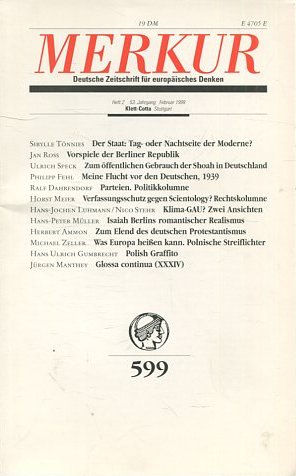 19 DM E 4705 E
MERKUR
Deutsche Zeitschrift für europäisches Denken
Heft 2 53. Jahrgang Februar 1999
Klett-Cotta Stuttgart
SIBYLLE TÖNNIES Der Staat: Tag- oder Nachtseite der Moderne?
JAN ROSS Vorspiele der Berliner Republik
ULRICH SPECK Zum öffentlichen Gebrauch der Shoah in Deutschland
PHILIPP FEHL Meine Flucht vor den Deutschen, 1939
RALF DAHRENDORF Parteien. Politikkolumne
HORST MEIER Verfassungsschutz gegen Scientology? Rechtskolumne
HANS-JOCHEN LUHMANN / NICO STEHR Klima-GAU? Zwei Ansichten
HANS-PETER MÜLLER Isaiah Berlins romantischer Realismus
HERBERT AMMON Zum Elend des deutschen Protestantismus
MICHAEL ZELLER Was Europa heißen kann. Polnische Streiflichter
HANS ULRICH GUMBRECHT Polish Graffito
JÜRGEN MANTHEY Glossa continua (XXXIV)
599